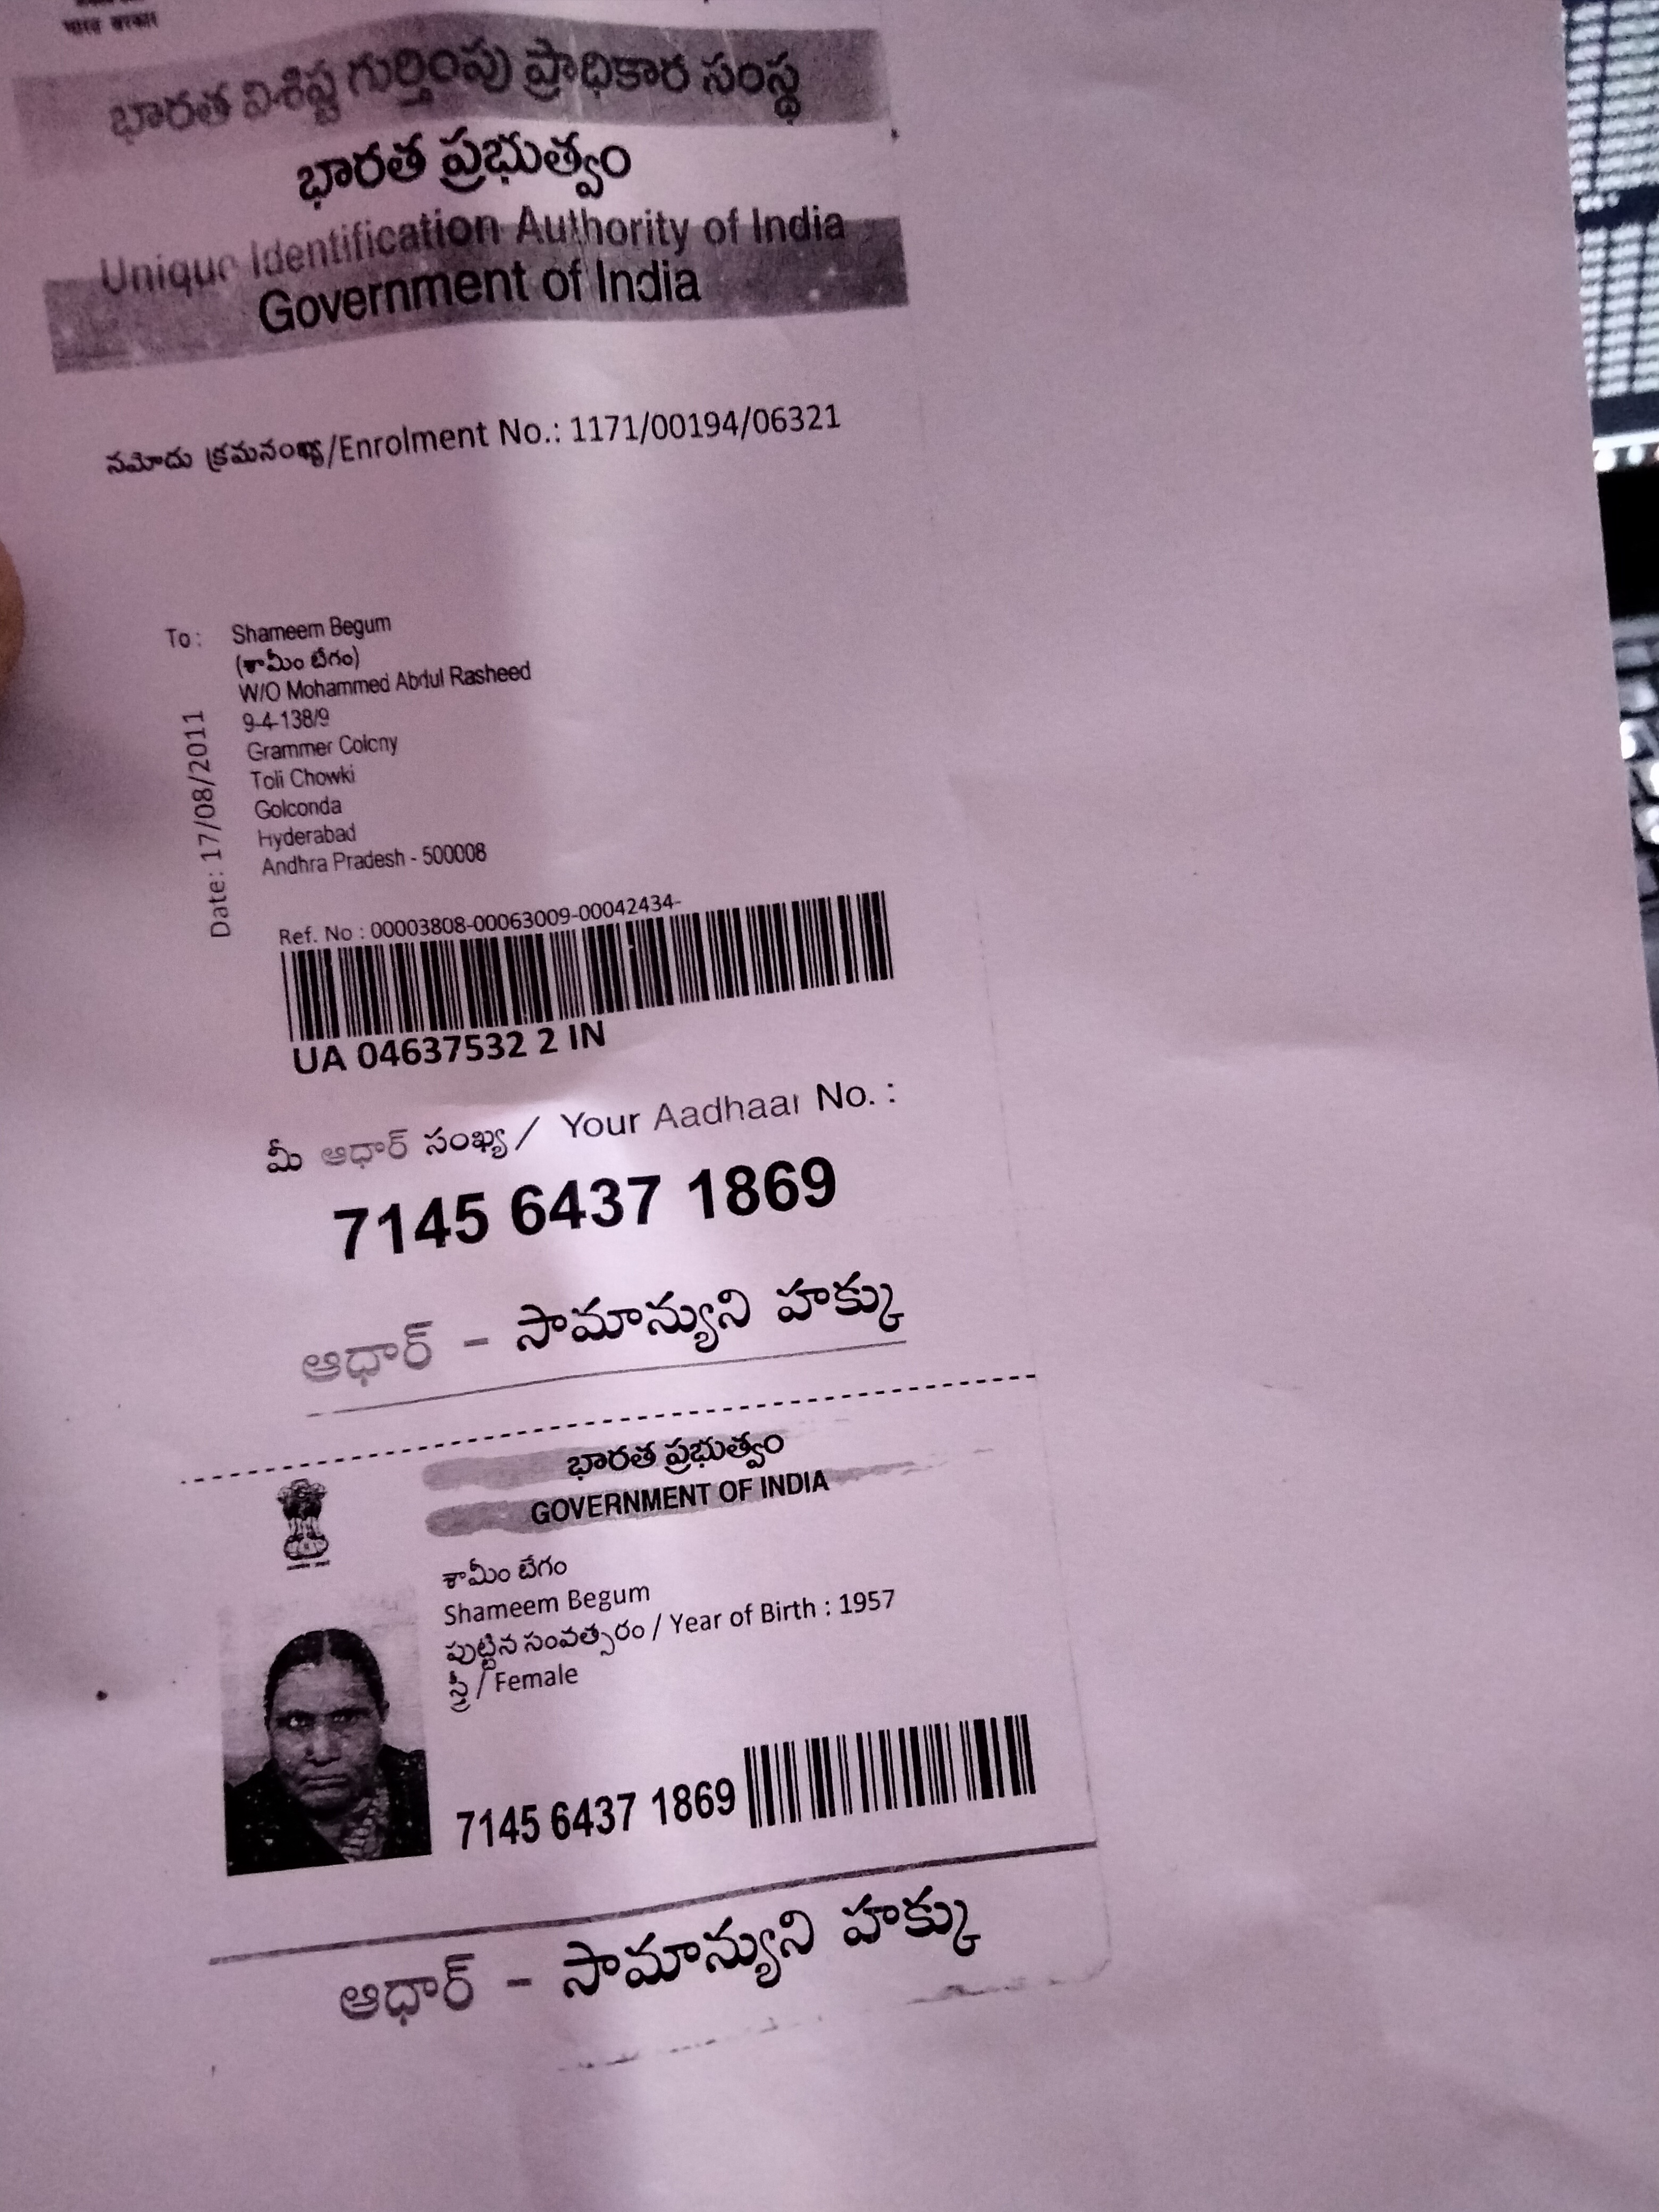 भारत सरकार
భారత విశిష్ట గుర్తింపు ప్రాధికార సంస్థ
భారత ప్రభుత్వం
Unique Identification Authority of India
Government of India
నమోదు క్రమసంఖ్య/Enrolment No.: 1171/00194/06321
To : Shameem Begum
(శామీం బేగం)
W/O Mohammed Abdul Rasheed
9-4-138/9
Grammer Colony
Toli Chowki
Golconda
Hyderabad
Andhra Pradesh - 500008
Date: 17/08/2011
Ref. No : 00003808-00063009-00042434-
UA 04637532 2 IN
మీ ఆధార్ సంఖ్య / Your Aadhaar No. :
7145 6437 1869
ఆధార్ - సామాన్యుని హక్కు
భారత ప్రభుత్వం
GOVERNMENT OF INDIA
శామీం బేగం
Shameem Begum
పుట్టిన సంవత్సరం / Year of Birth : 1957
స్త్రీ / Female
7145 6437 1869
ఆధార్ - సామాన్యుని హక్కు